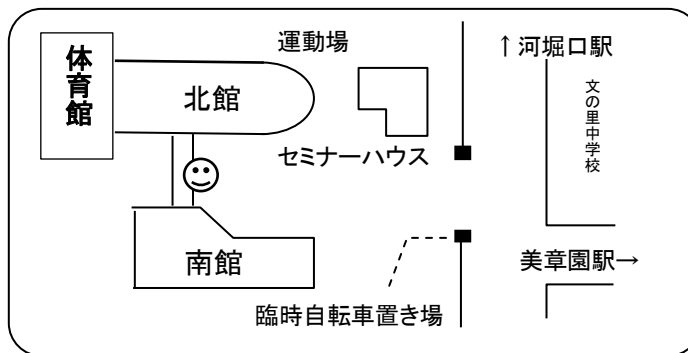 体育館
北館
運動場
セミナーハウス
↑河堀口駅
文の里中学校
南館
美章園駅→
臨時自転車置き場